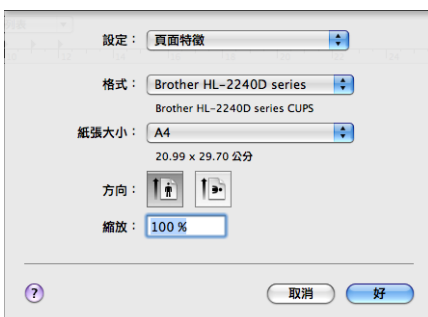 設定： 頁面特徵
格式： Brother HL-2240D series
Brother HL-2240D series CUPS
紙張大小： A4
20.99 x 29.70 公分
方向：
縮放： 100 %
?
取消 好